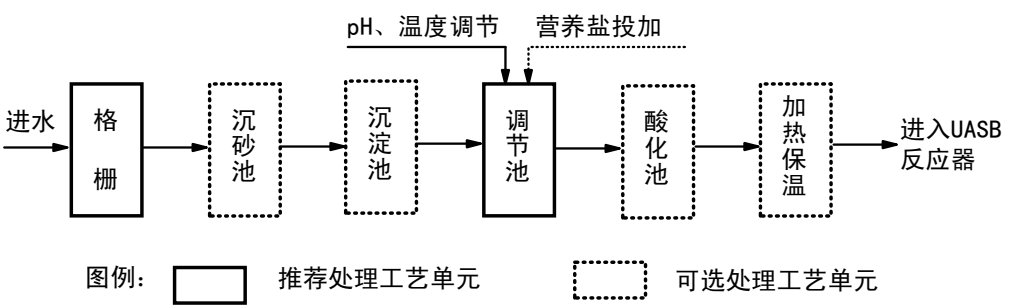 pH、温度调节
营养盐投加
进水
格栅
沉砂池
沉淀池
调节池
酸化池
加热保温
进入UASB
反应器
图例：
推荐处理工艺单元
可选处理工艺单元